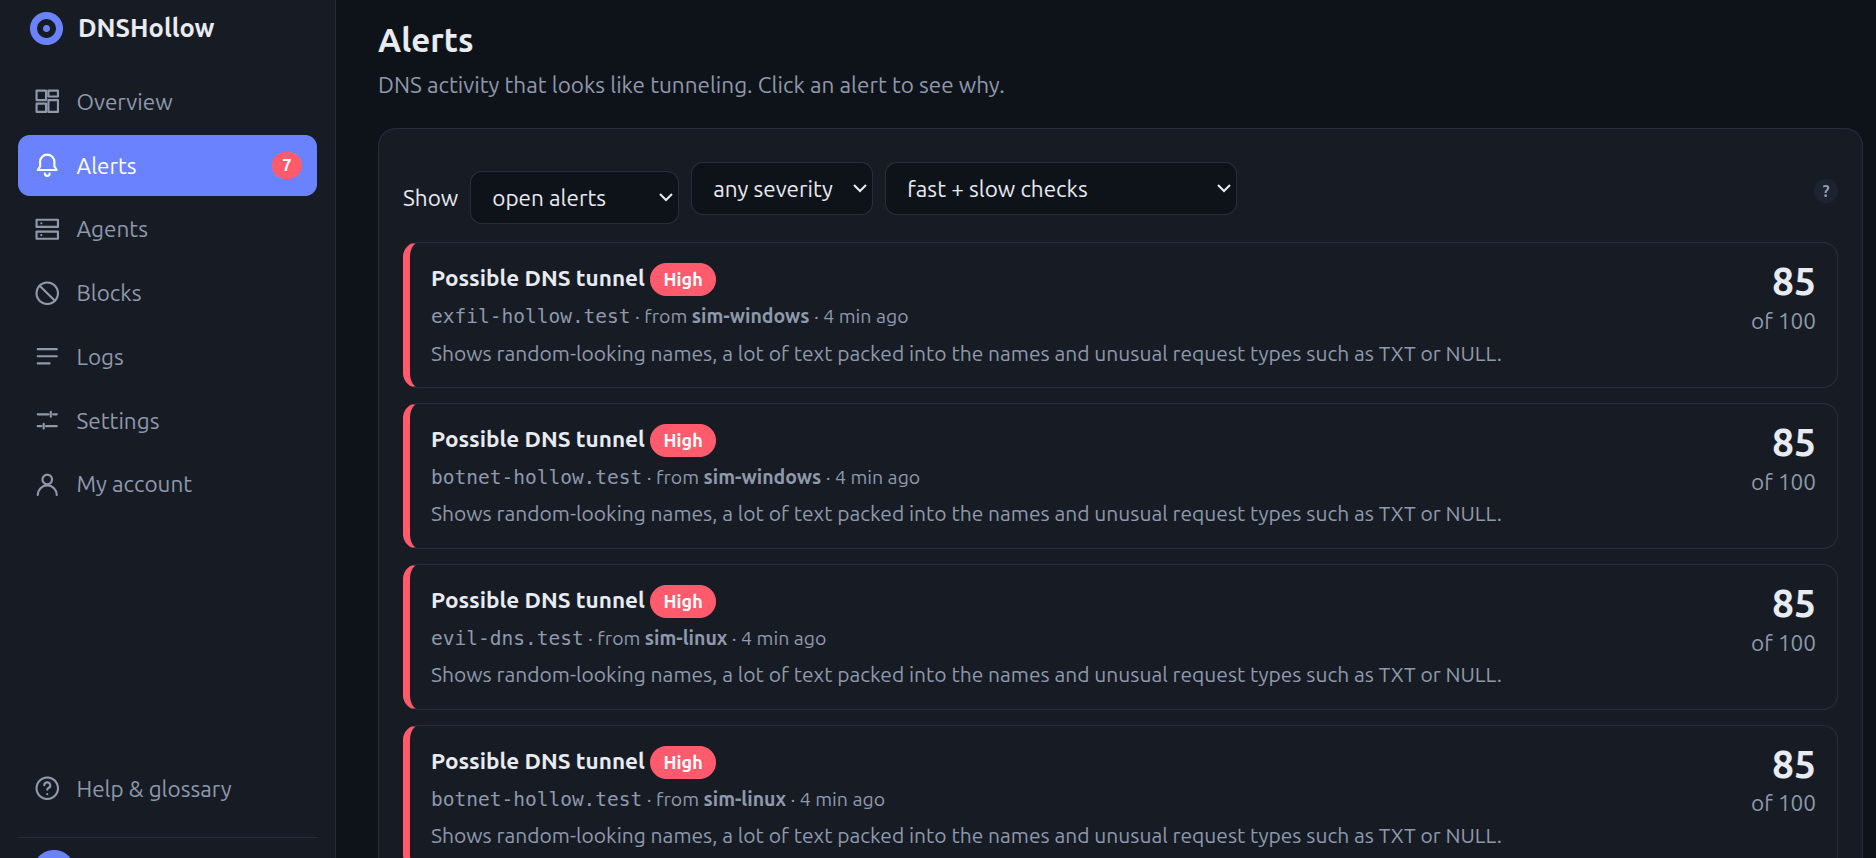 DNSHollow
Overview
Alerts 7
Agents
Blocks
Logs
Settings
My account
Help & glossary
Alerts
DNS activity that looks like tunneling. Click an alert to see why.
Show open alerts any severity fast + slow checks ?
Possible DNS tunnel High 85
exfil-hollow.test · from sim-windows · 4 min ago of 100
Shows random-looking names, a lot of text packed into the names and unusual request types such as TXT or NULL.
Possible DNS tunnel High 85
botnet-hollow.test · from sim-windows · 4 min ago of 100
Shows random-looking names, a lot of text packed into the names and unusual request types such as TXT or NULL.
Possible DNS tunnel High 85
evil-dns.test · from sim-linux · 4 min ago of 100
Shows random-looking names, a lot of text packed into the names and unusual request types such as TXT or NULL.
Possible DNS tunnel High 85
botnet-hollow.test · from sim-linux · 4 min ago of 100
Shows random-looking names, a lot of text packed into the names and unusual request types such as TXT or NULL.